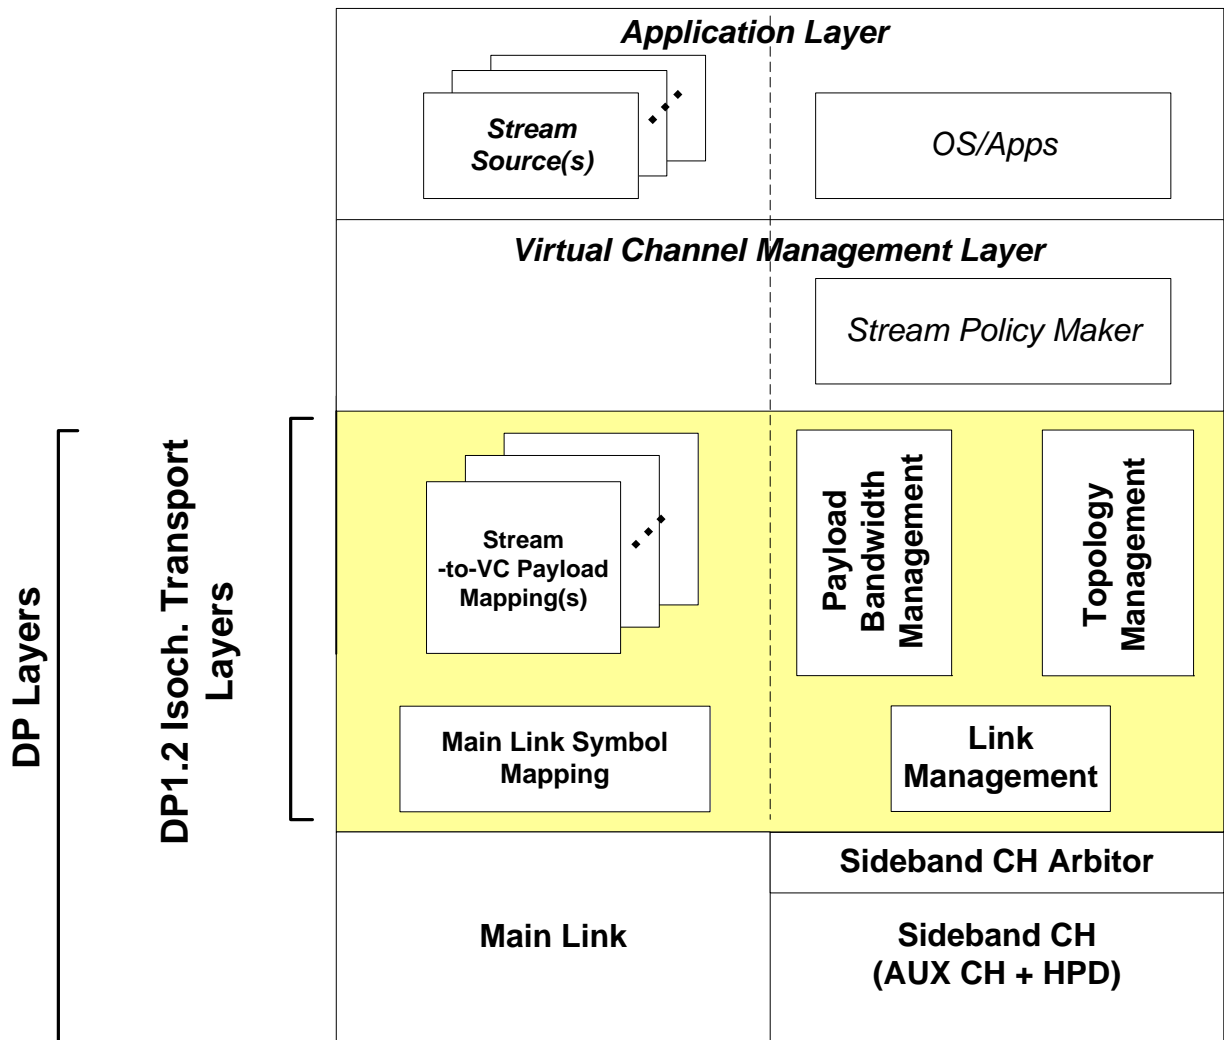 Application Layer
Stream
Source(s)
OS/Apps
Virtual Channel Management Layer
Stream Policy Maker
DP Layers
DP1.2 Isoch. Transport
Layers
Stream
-to-VC Payload
Mapping(s)
Payload
Bandwidth
Management
Topology
Management
Main Link Symbol
Mapping
Link
Management
Sideband CH Arbitor
Main Link
Sideband CH
(AUX CH + HPD)